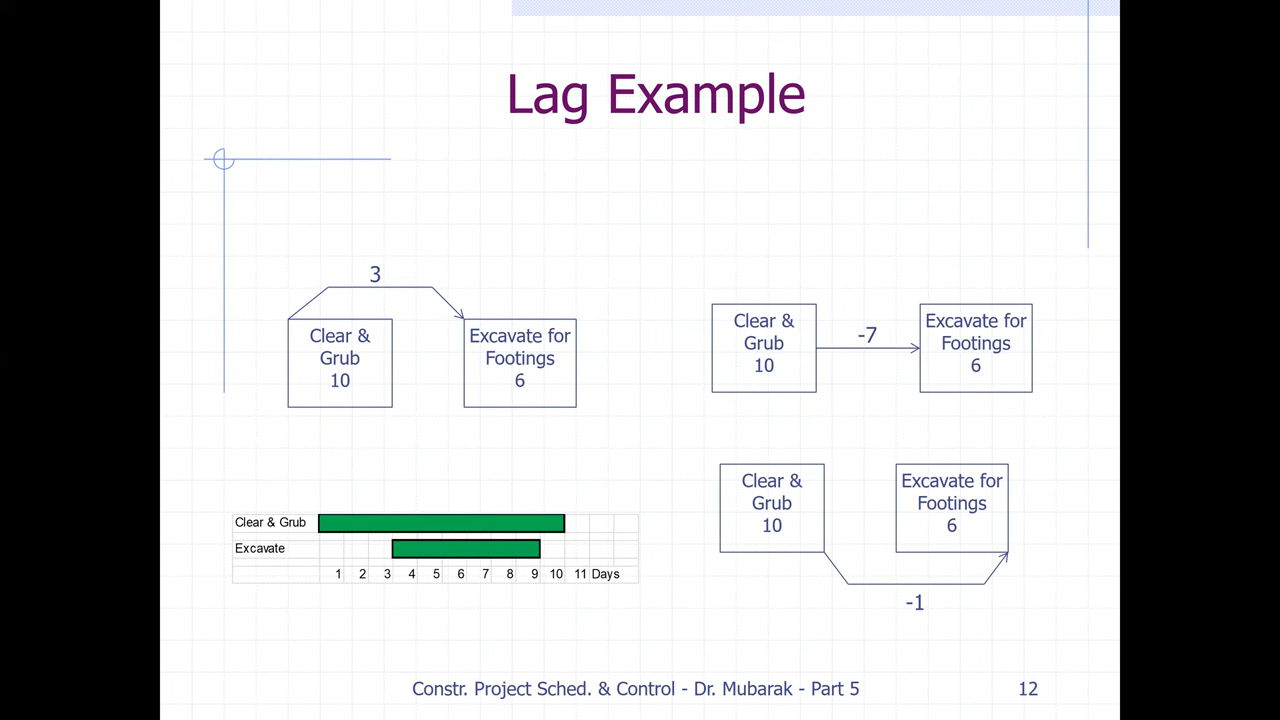 Lag Example
3
Clear &
Grub
10
Excavate for
Footings
6
Clear &
Grub
10
-7
Excavate for
Footings
6
Clear &
Grub
10
Excavate for
Footings
6
-1
Clear & Grub
Excavate
1 2 3 4 5 6 7 8 9 10 11 Days
Constr. Project Sched. & Control - Dr. Mubarak - Part 5
12